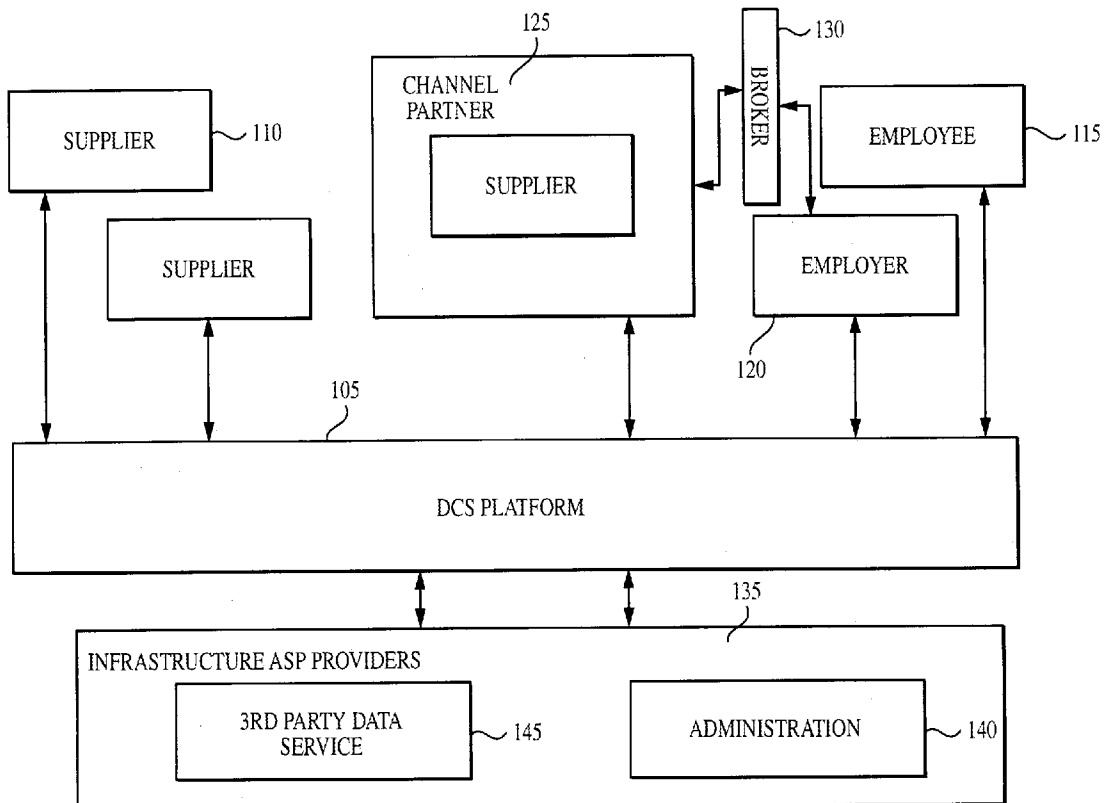 125
130
CHANNEL
PARTNER
BROKER
SUPPLIER
110
EMPLOYEE
115
SUPPLIER
SUPPLIER
EMPLOYER
120
105
DCS PLATFORM
135
INFRASTRUCTURE ASP PROVIDERS
3RD PARTY DATA
SERVICE
145
ADMINISTRATION
140